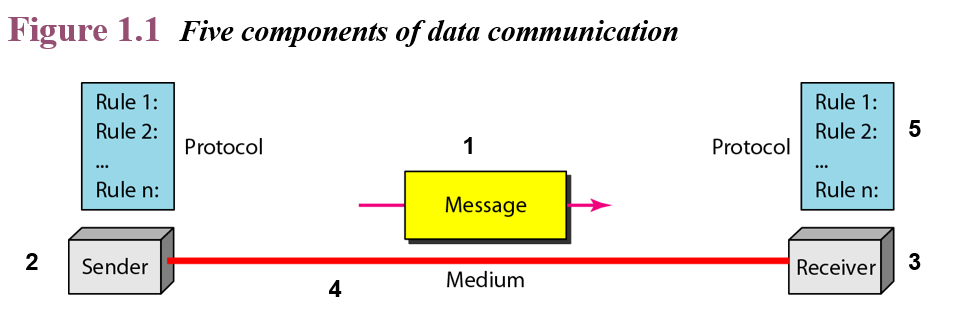 Figure 1.1 Five components of data communication
Rule 1:
Rule 2:
...
Rule n:
Protocol
1
Message
Protocol
Rule 1:
Rule 2:
...
Rule n:
5
2
Sender
4
Medium
Receiver
3